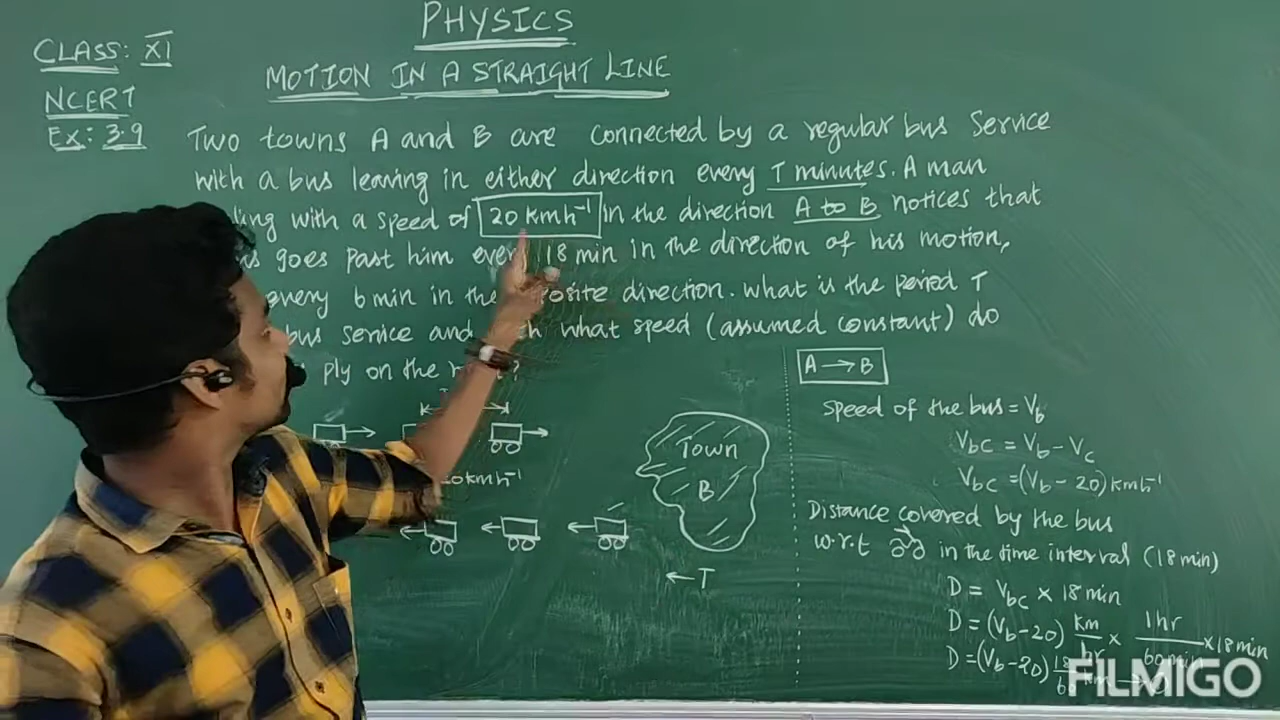 PHYSICS
CLASS: XI
MOTION IN A STRAIGHT LINE
NCERT
Ex: 3.9
Two towns A and B are connected by a regular bus Service
with a bus leaving in either direction every T minutes. A man
with a speed of 20 kmh⁻¹ in the direction A to B notices that
goes past him every 18 min in the direction of his motion,
every 6 min in the opposite direction. What is the period T
bus service and what speed (assumed constant) do
ply on the
A → B
speed of the bus = Vb
Vbc = Vb - Vc
Vbc = (Vb - 20) kmh⁻¹
Town
B
kmh⁻¹
Distance covered by the bus
w.r.t in the time interval (18 min)
← T
D = Vbc × 18 min
D = (Vb-20) km/hr × 1hr/60min × 18 min
D = (Vb-20)
FILMIGO